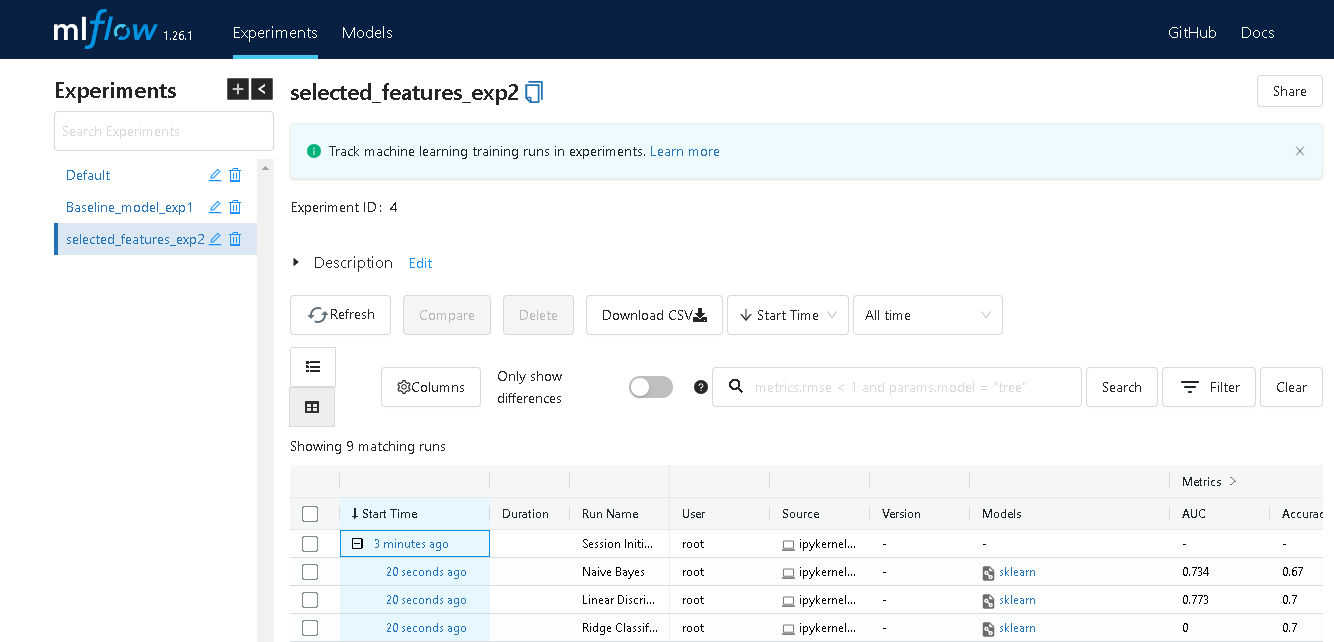 mlflow 1.26.1 Experiments Models GitHub Docs
Experiments
selected_features_exp2
Share
Search Experiments
Track machine learning training runs in experiments. Learn more
Default
Baseline_model_exp1
selected_features_exp2
Experiment ID: 4
Description Edit
Refresh Compare Delete Download CSV Start Time All time
Columns Only show differences metrics.rmse < 1 and params.model = "tree" Search Filter Clear
Showing 9 matching runs
Metrics
Start Time Duration Run Name User Source Version Models AUC Accurac
3 minutes ago Session Initi... root ipykernel... - - - -
20 seconds ago Naive Bayes root ipykernel... - sklearn 0.734 0.67
20 seconds ago Linear Discri... root ipykernel... - sklearn 0.773 0.7
20 seconds ago Ridge Classif... root ipykernel... - sklearn 0 0.7